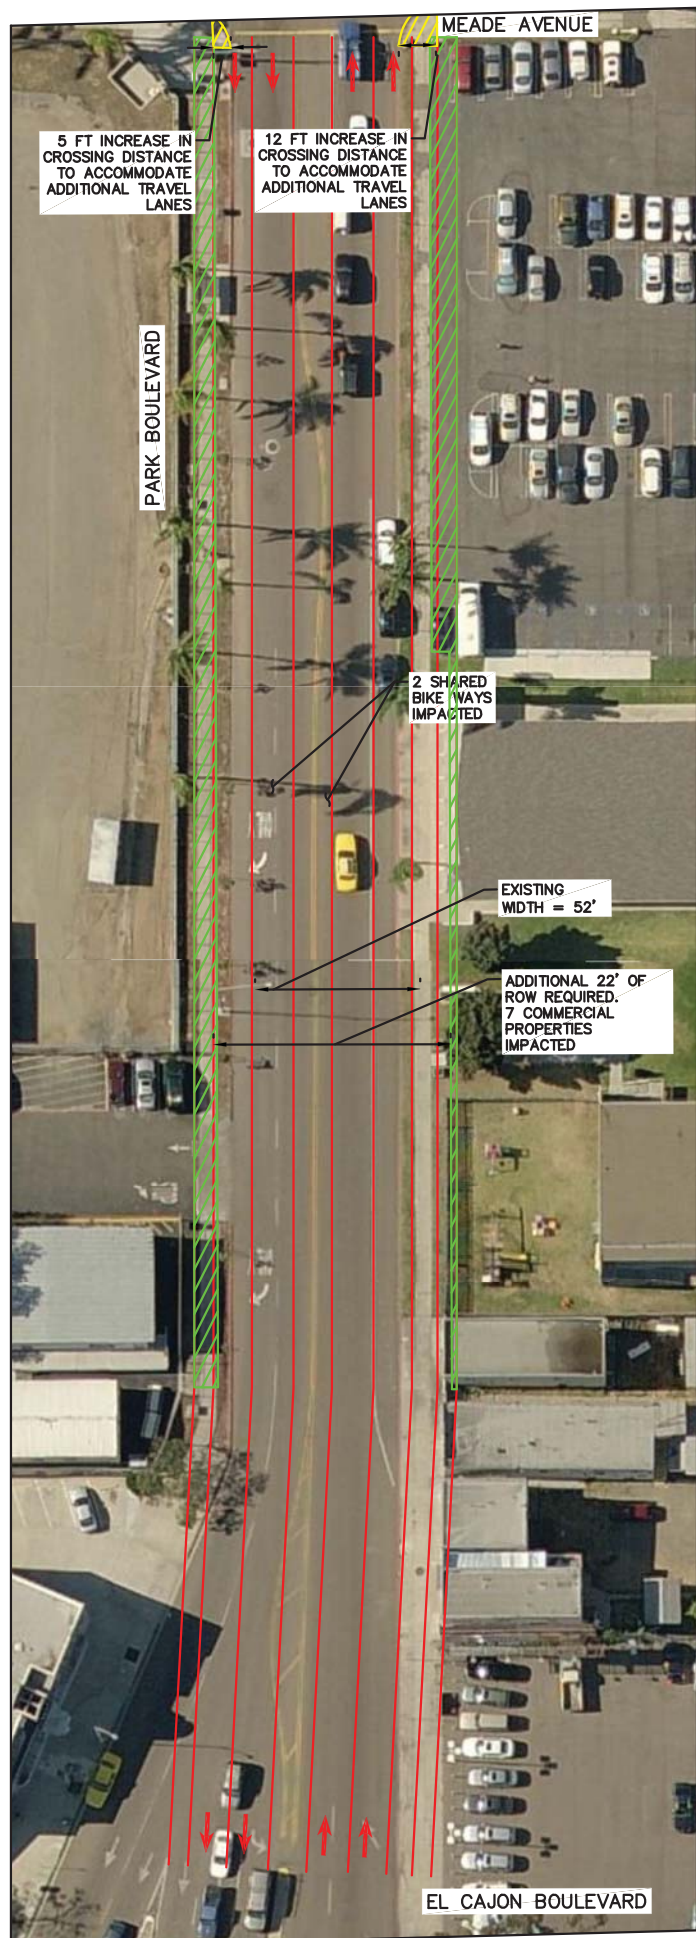 MEADE AVENUE
5 FT INCREASE IN
CROSSING DISTANCE
TO ACCOMMODATE
ADDITIONAL TRAVEL
LANES
12 FT INCREASE IN
CROSSING DISTANCE
TO ACCOMMODATE
ADDITIONAL TRAVEL
LANES
PARK BOULEVARD
2 SHARED
BIKE WAYS
IMPACTED
EXISTING
WIDTH = 52'
ADDITIONAL 22' OF
ROW REQUIRED.
7 COMMERCIAL
PROPERTIES
IMPACTED
EL CAJON BOULEVARD